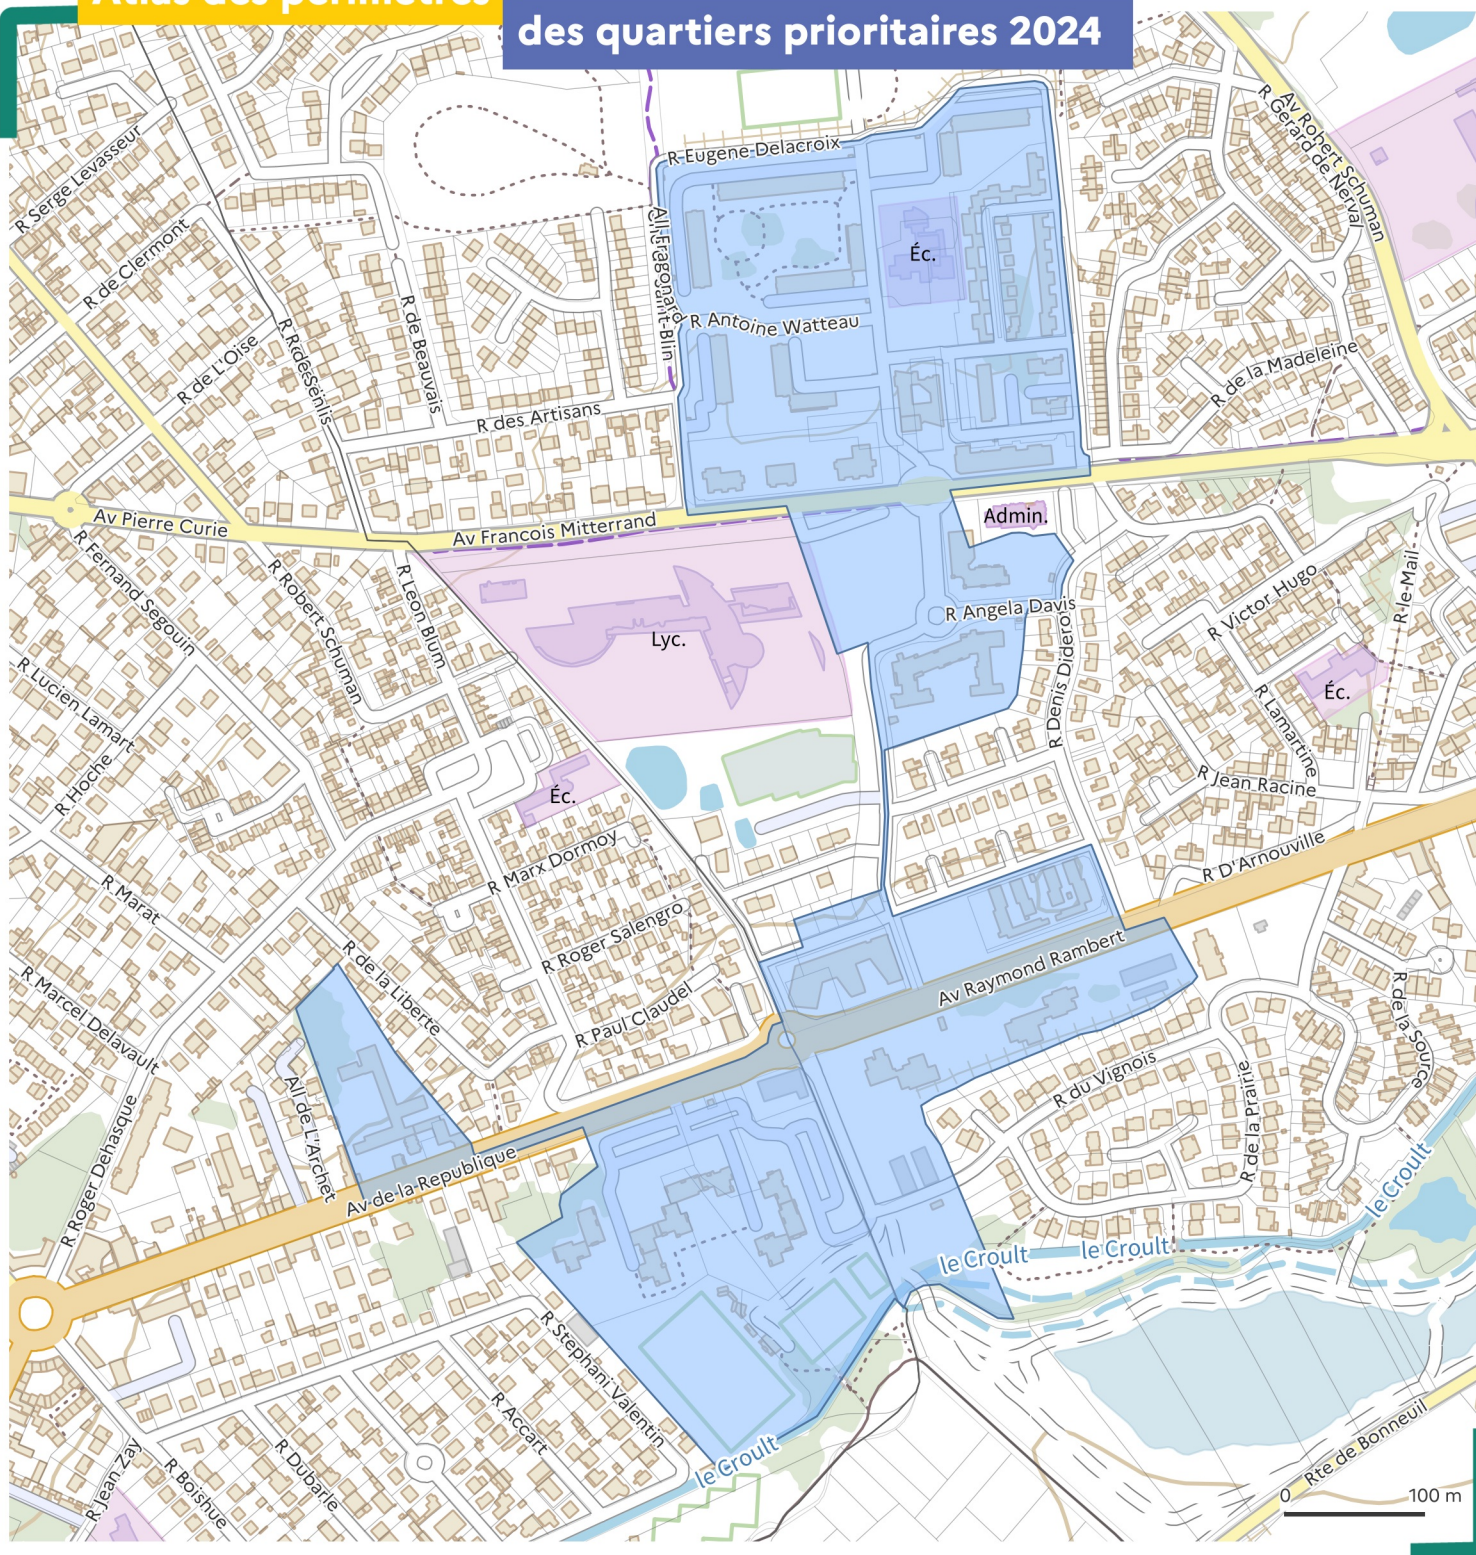 Atlas des périmètres
des quartiers prioritaires 2024
R Serge Levasseur
R Eugene Delacroix
Av Robert Schuman
R Gerard de Nerval
R de Clermont
All Fragonard
Éc.
R Antoine Watteau
R de L'Oise
R de Senlis
R de Beauvais
R de la Madeleine
R des Artisans
Av Pierre Curie
Av Francois Mitterrand
Admin.
R Fernand Segouin
R Robert Schuman
R Leon Blum
Lyc.
R Angela Davis
R Victor Hugo
R-le-Mail
R Lucien Lamart
R Denis Diderot
Éc.
R Lamartine
R Hoche
R Jean Racine
Éc.
R Marx Dormoy
R D'Arnouville
R Marat
R Roger Salengro
R de la Liberte
Av Raymond Rambert
R Marcel Delavault
R Paul Claudel
R de la Source
R du Vignois
R de la Prairie
All de L'Archet
R Roger Dehasque
Av de la Republique
le Croult
le Croult
le Croult
R Stephani Valentin
R Accart
le Croult
R Jean Zay
R Boishue
R Dubarle
Rte de Bonneuil
0 100 m